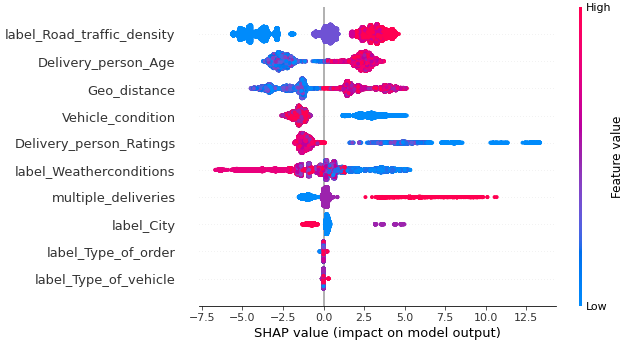 High
label_Road_traffic_density
Delivery_person_Age
Geo_distance
Vehicle_condition
Delivery_person_Ratings
label_Weatherconditions
multiple_deliveries
label_City
label_Type_of_order
label_Type_of_vehicle
Feature value
Low
−7.5 −5.0 −2.5 0.0 2.5 5.0 7.5 10.0 12.5
SHAP value (impact on model output)